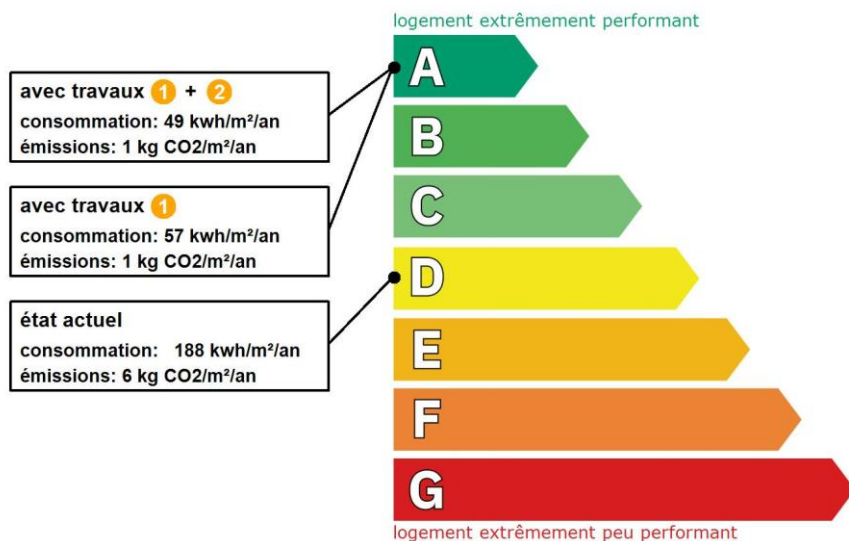 logement extrêmement performant
avec travaux 1 + 2
consommation: 49 kwh/m²/an
émissions: 1 kg CO2/m²/an
avec travaux 1
consommation: 57 kwh/m²/an
émissions: 1 kg CO2/m²/an
état actuel
consommation: 188 kwh/m²/an
émissions: 6 kg CO2/m²/an
A
B
C
D
E
F
G
logement extrêmement peu performant